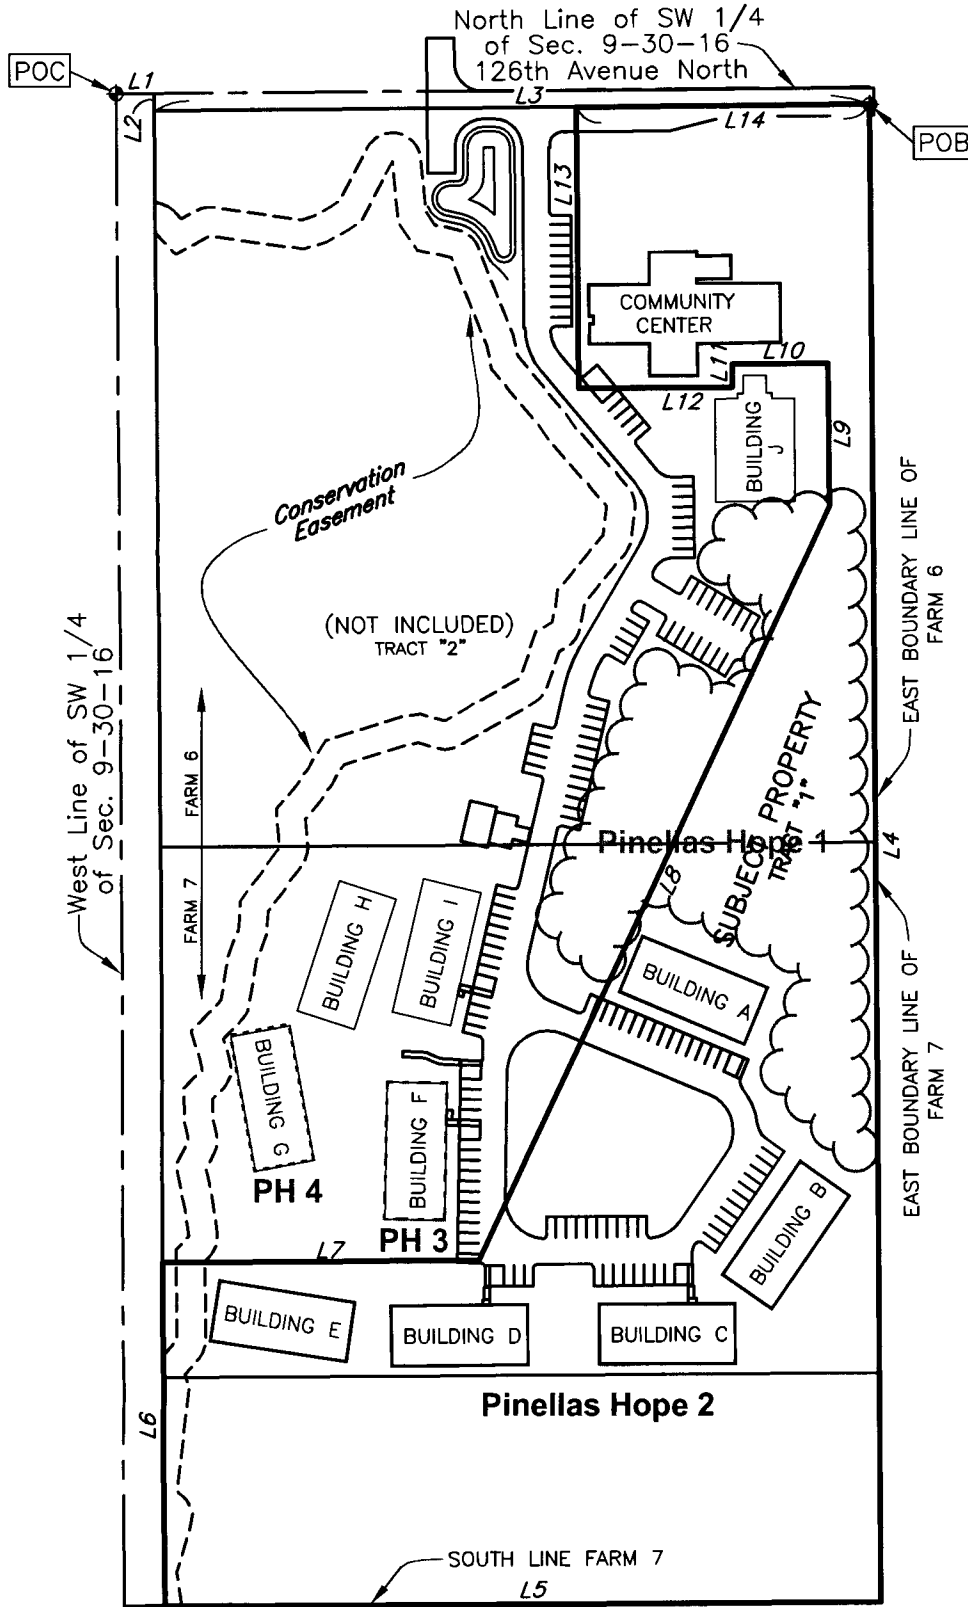 North Line of SW 1/4
of Sec. 9-30-16
126th Avenue North
POC
L1
L2
L3
L14
POB
L13
COMMUNITY
CENTER
L11
L10
L12
BUILDING
J
L9
Conservation
Easement
(NOT INCLUDED)
TRACT "2"
EAST BOUNDARY LINE OF
FARM 6
West Line of SW 1/4
of Sec. 9-30-16
FARM 6
FARM 7
SUBJECT PROPERTY
TRACT "1"
Pinellas Hope 1
L4
L8
EAST BOUNDARY LINE OF
FARM 7
BUILDING H
BUILDING I
BUILDING A
BUILDING G
BUILDING F
PH 4
PH 3
BUILDING B
L7
BUILDING E
BUILDING D
BUILDING C
Pinellas Hope 2
L6
SOUTH LINE FARM 7
L5